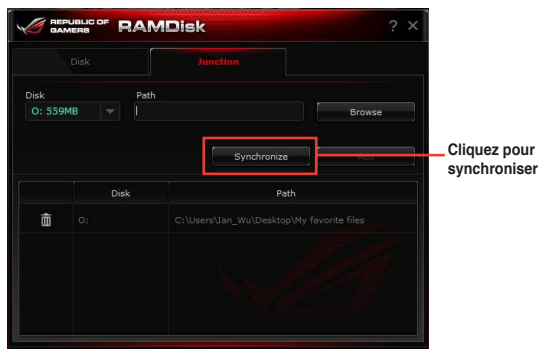 REPUBLIC OF
GAMERS
RAMDisk
? ×
Disk
Junction
Disk
Path
O: 559MB
Browse
Synchronize
Add
Cliquez pour
synchroniser
Disk
Path
O:
C:\Users\Ian_Wu\Desktop\My favorite files